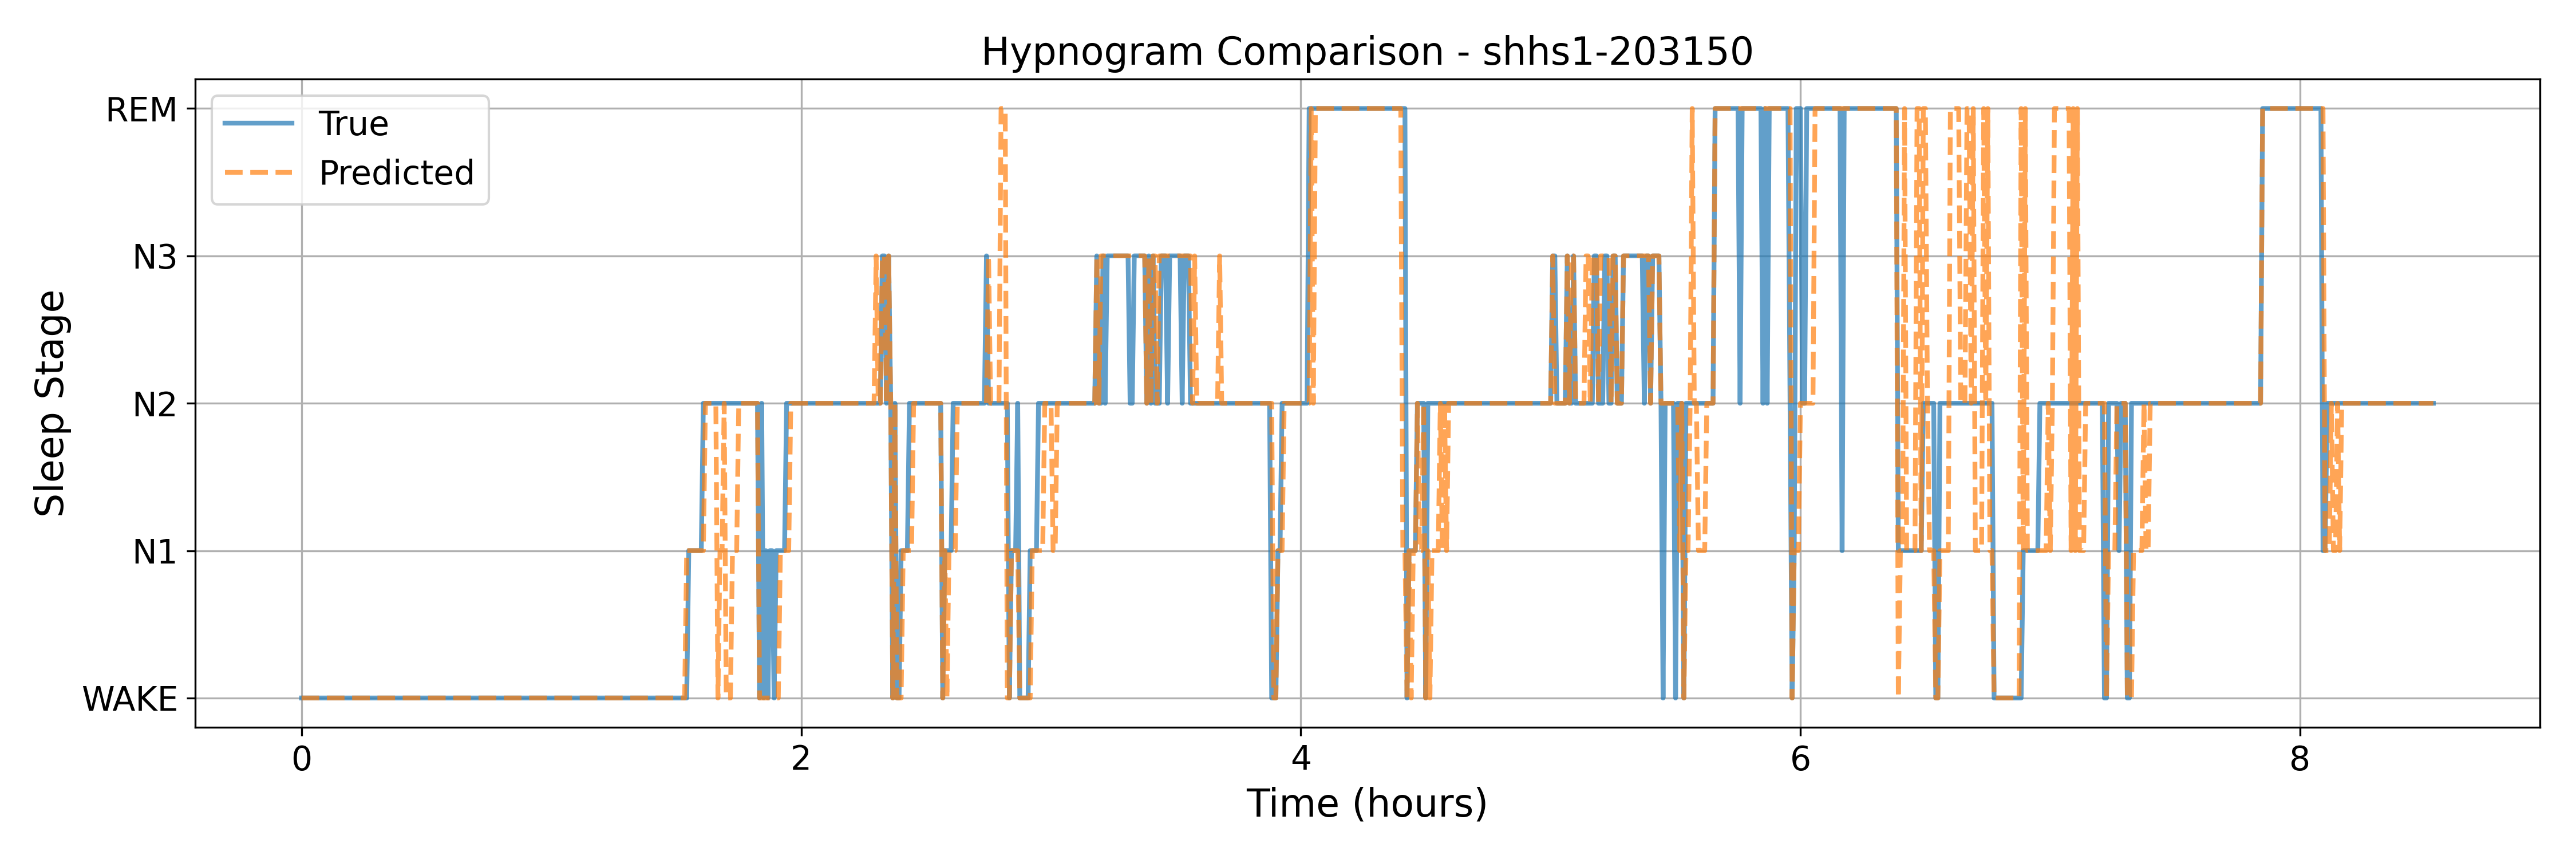 Hypnogram Comparison - shhs1-203150
True
Predicted
Sleep Stage
REM
N3
N2
N1
WAKE
0 2 4 6 8
Time (hours)